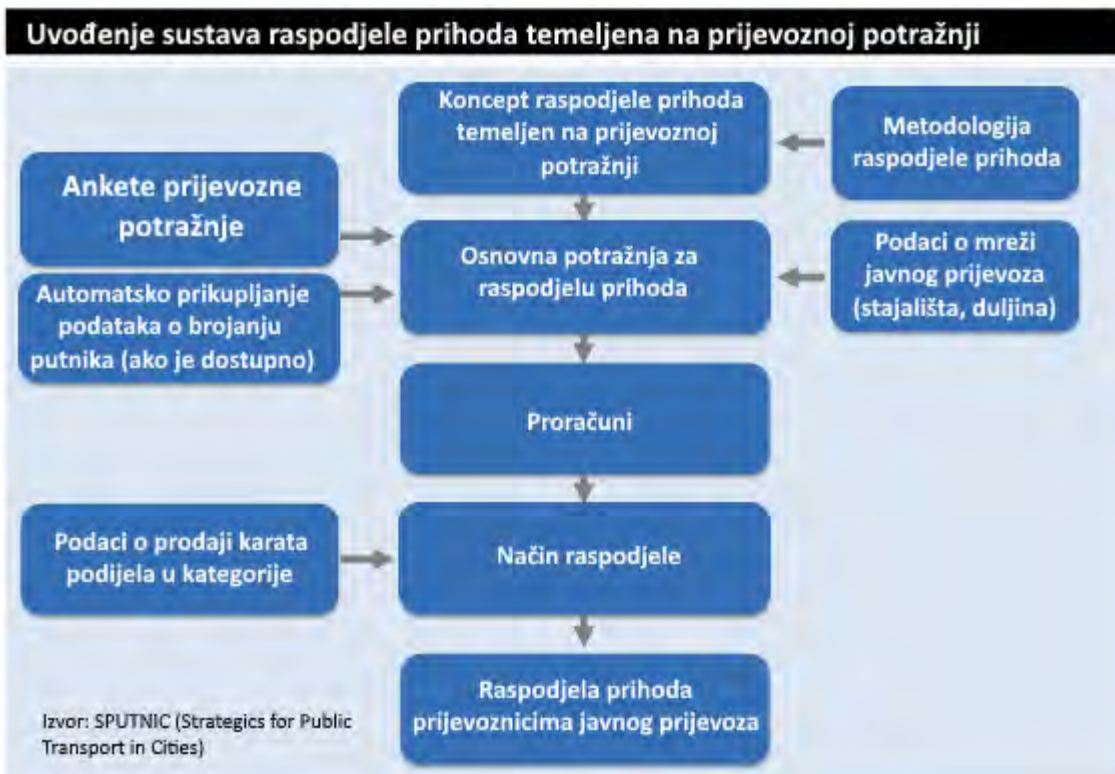 Uvođenje sustava raspodjele prihoda temeljena na prijevoznoj potražnji
Koncept raspodjele prihoda
temeljen na prijevoznoj
potražnji
Metodologija
raspodjele prihoda
Ankete prijevozne
potražnje
Osnovna potražnja za
raspodjelu prihoda
Podaci o mreži
javnog prijevoza
(stajališta, duljina)
Automatsko prikupljanje
podataka o brojanju
putnika (ako je dostupno)
Proračuni
Podaci o prodaji karata
podijela u kategorije
Način raspodjele
Raspodjela prihoda
prijevoznicima javnog prijevoza
Izvor: SPUTNIC (Strategics for Public
Transport in Cities)